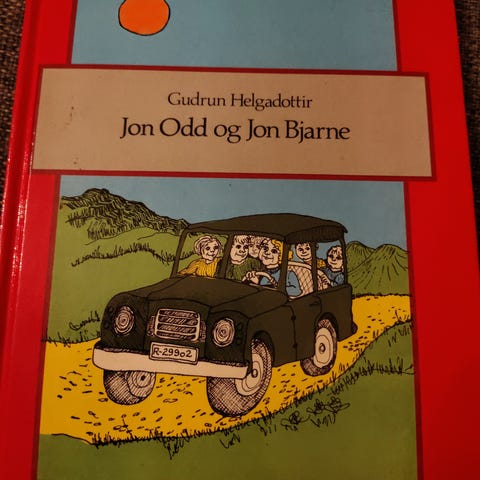 Gudrun Helgadottir
Jon Odd og Jon Bjarne
R-29902